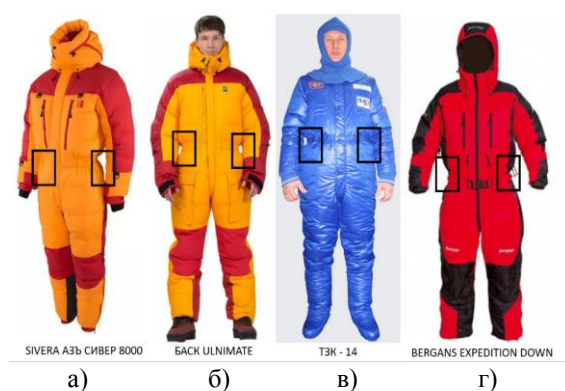 SIVERA АЗЪ СИВЕР 8000
БАСК ULNIMATE
ТЗК - 14
BERGANS EXPEDITION DOWN
а)
б)
в)
г)